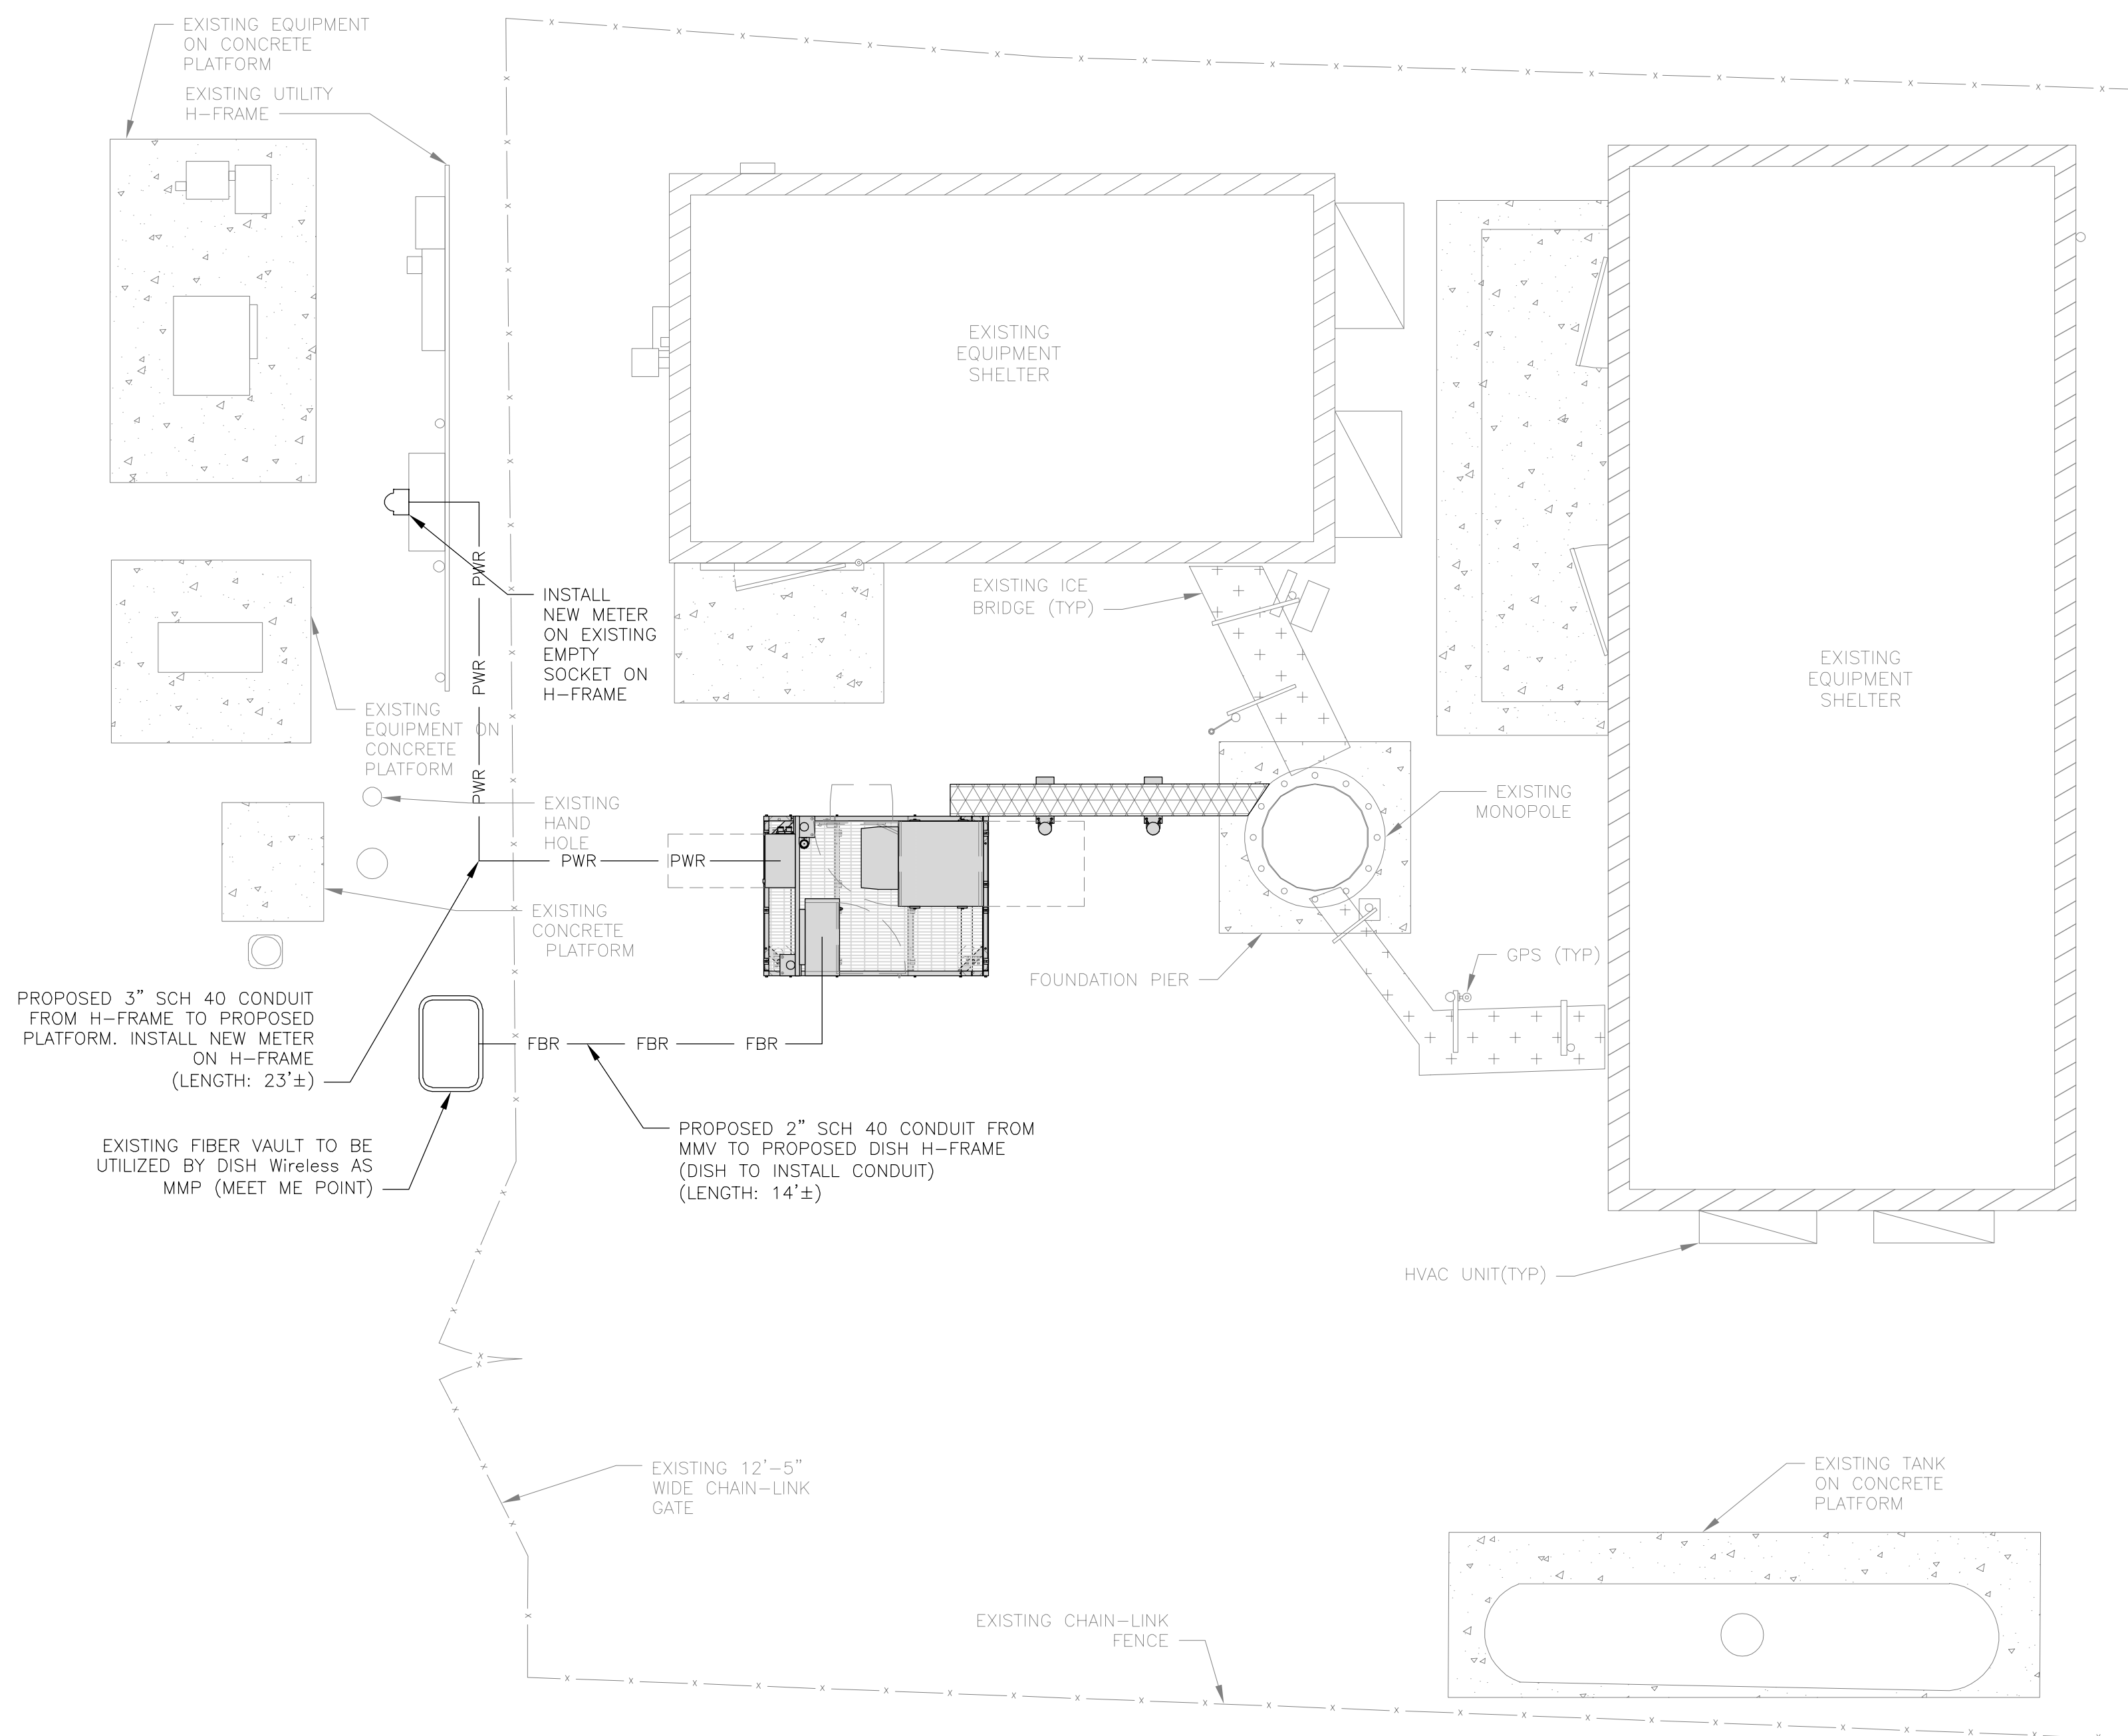 EXISTING EQUIPMENT
ON CONCRETE
PLATFORM
EXISTING UTILITY
H-FRAME
EXISTING
EQUIPMENT
SHELTER
INSTALL
NEW METER
ON EXISTING
EMPTY
SOCKET ON
H-FRAME
PWR
PWR
PWR
EXISTING ICE
BRIDGE (TYP)
EXISTING
EQUIPMENT
SHELTER
EXISTING
EQUIPMENT ON
CONCRETE
PLATFORM
EXISTING
HAND
HOLE
EXISTING
MONOPOLE
PWR
PWR
EXISTING
CONCRETE
PLATFORM
GPS (TYP)
FOUNDATION PIER
PROPOSED 3" SCH 40 CONDUIT
FROM H-FRAME TO PROPOSED
PLATFORM. INSTALL NEW METER
ON H-FRAME
(LENGTH: 23'±)
FBR
FBR
FBR
EXISTING FIBER VAULT TO BE
UTILIZED BY DISH Wireless AS
MMP (MEET ME POINT)
PROPOSED 2" SCH 40 CONDUIT FROM
MMV TO PROPOSED DISH H-FRAME
(DISH TO INSTALL CONDUIT)
(LENGTH: 14'±)
HVAC UNIT(TYP)
EXISTING 12'-5"
WIDE CHAIN-LINK
GATE
EXISTING TANK
ON CONCRETE
PLATFORM
EXISTING CHAIN-LINK
FENCE